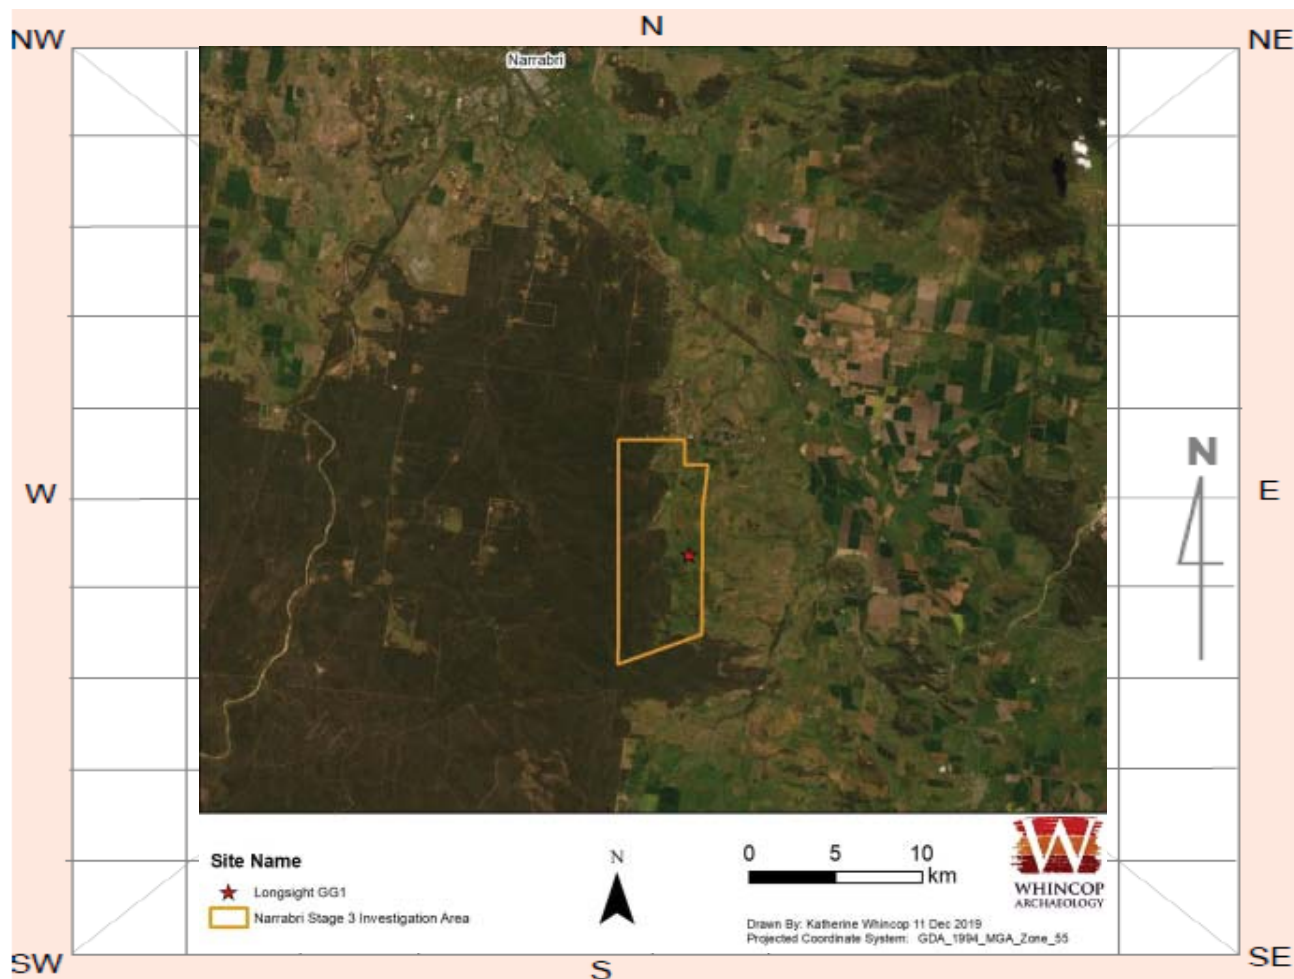 N
NW
NE
Narrabri
N
W
E
Site Name
Longsight GG1
Narrabri Stage 3 Investigation Area
N
0 5 10
km
W
WHINCOP
ARCHAEOLOGY
Drawn By: Katherine Whincop 11 Dec 2019
Projected Coordinate System: GDA_1994_MGA_Zone_55
SW
S
SE